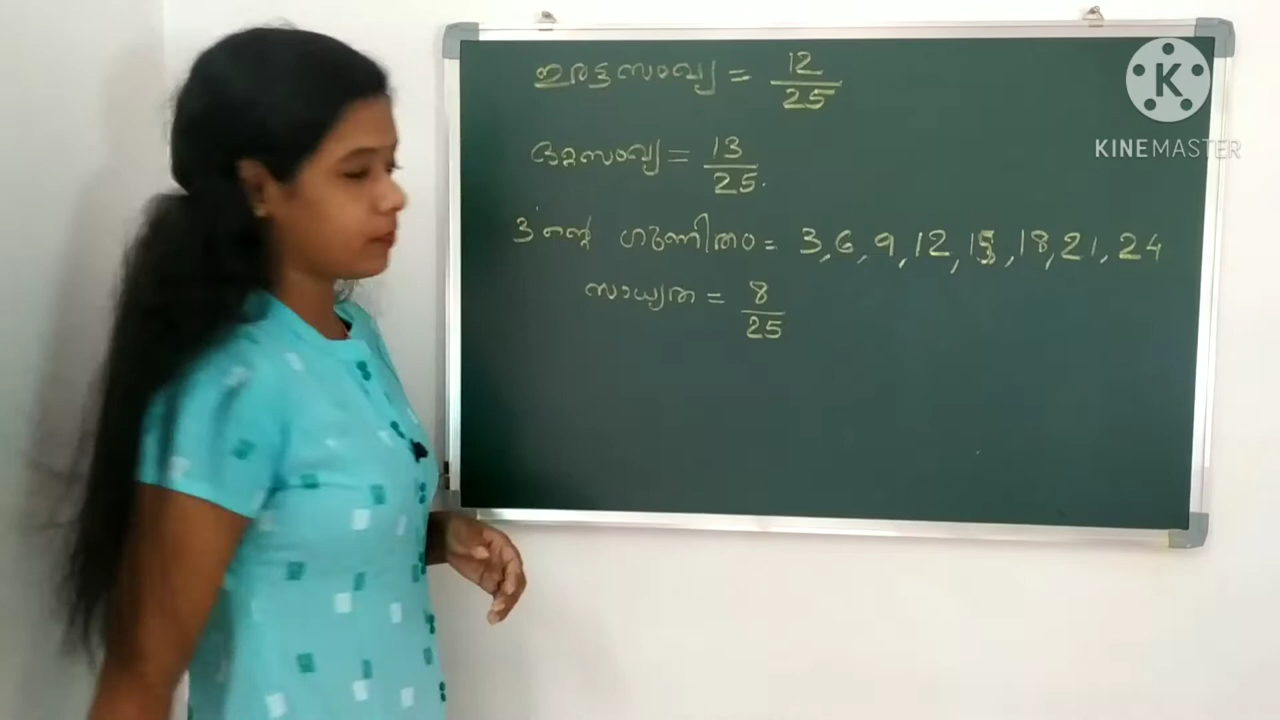 ഇരട്ടസംഖ്യ = 12/25
ഒറ്റസംഖ്യ = 13/25.
3 ന്റെ ഗുണിതം = 3, 6, 9, 12, 15, 18, 21, 24
സാധ്യത = 8/25
K
KINEMASTER